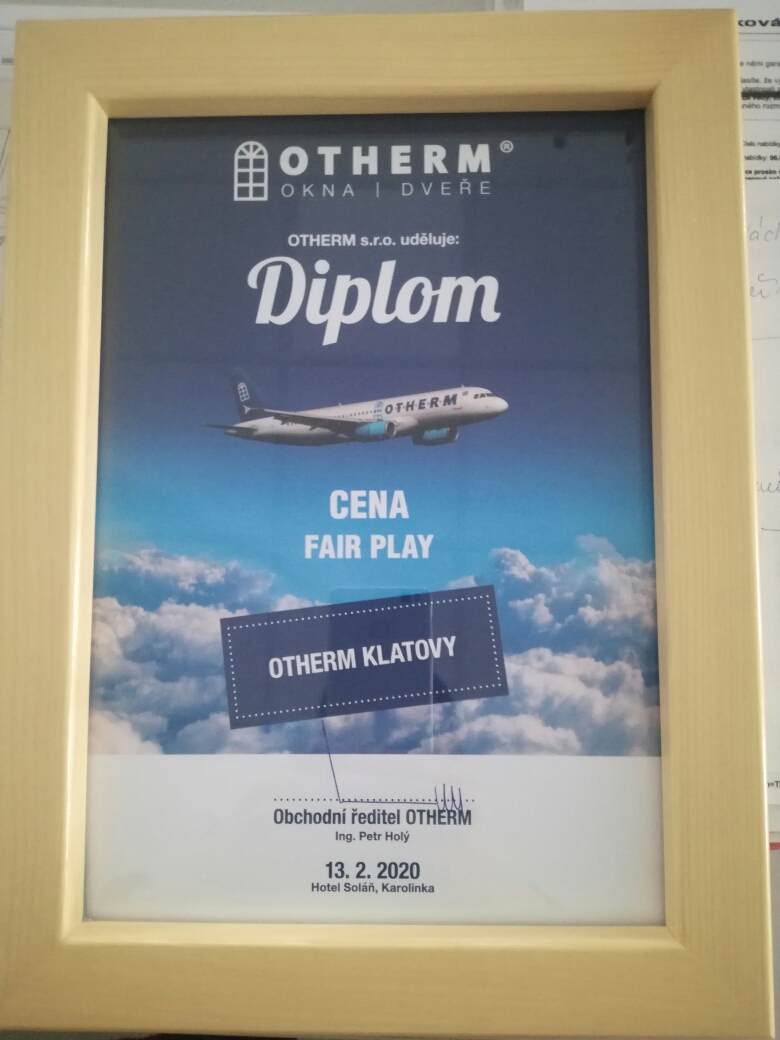 OTHERM®
OKNA | DVEŘE
OTHERM s.r.o. uděluje:
Diplom
OTHERM
CENA
FAIR PLAY
OTHERM KLATOVY
Obchodní ředitel OTHERM
Ing. Petr Holý
13. 2. 2020
Hotel Soláň, Karolinka